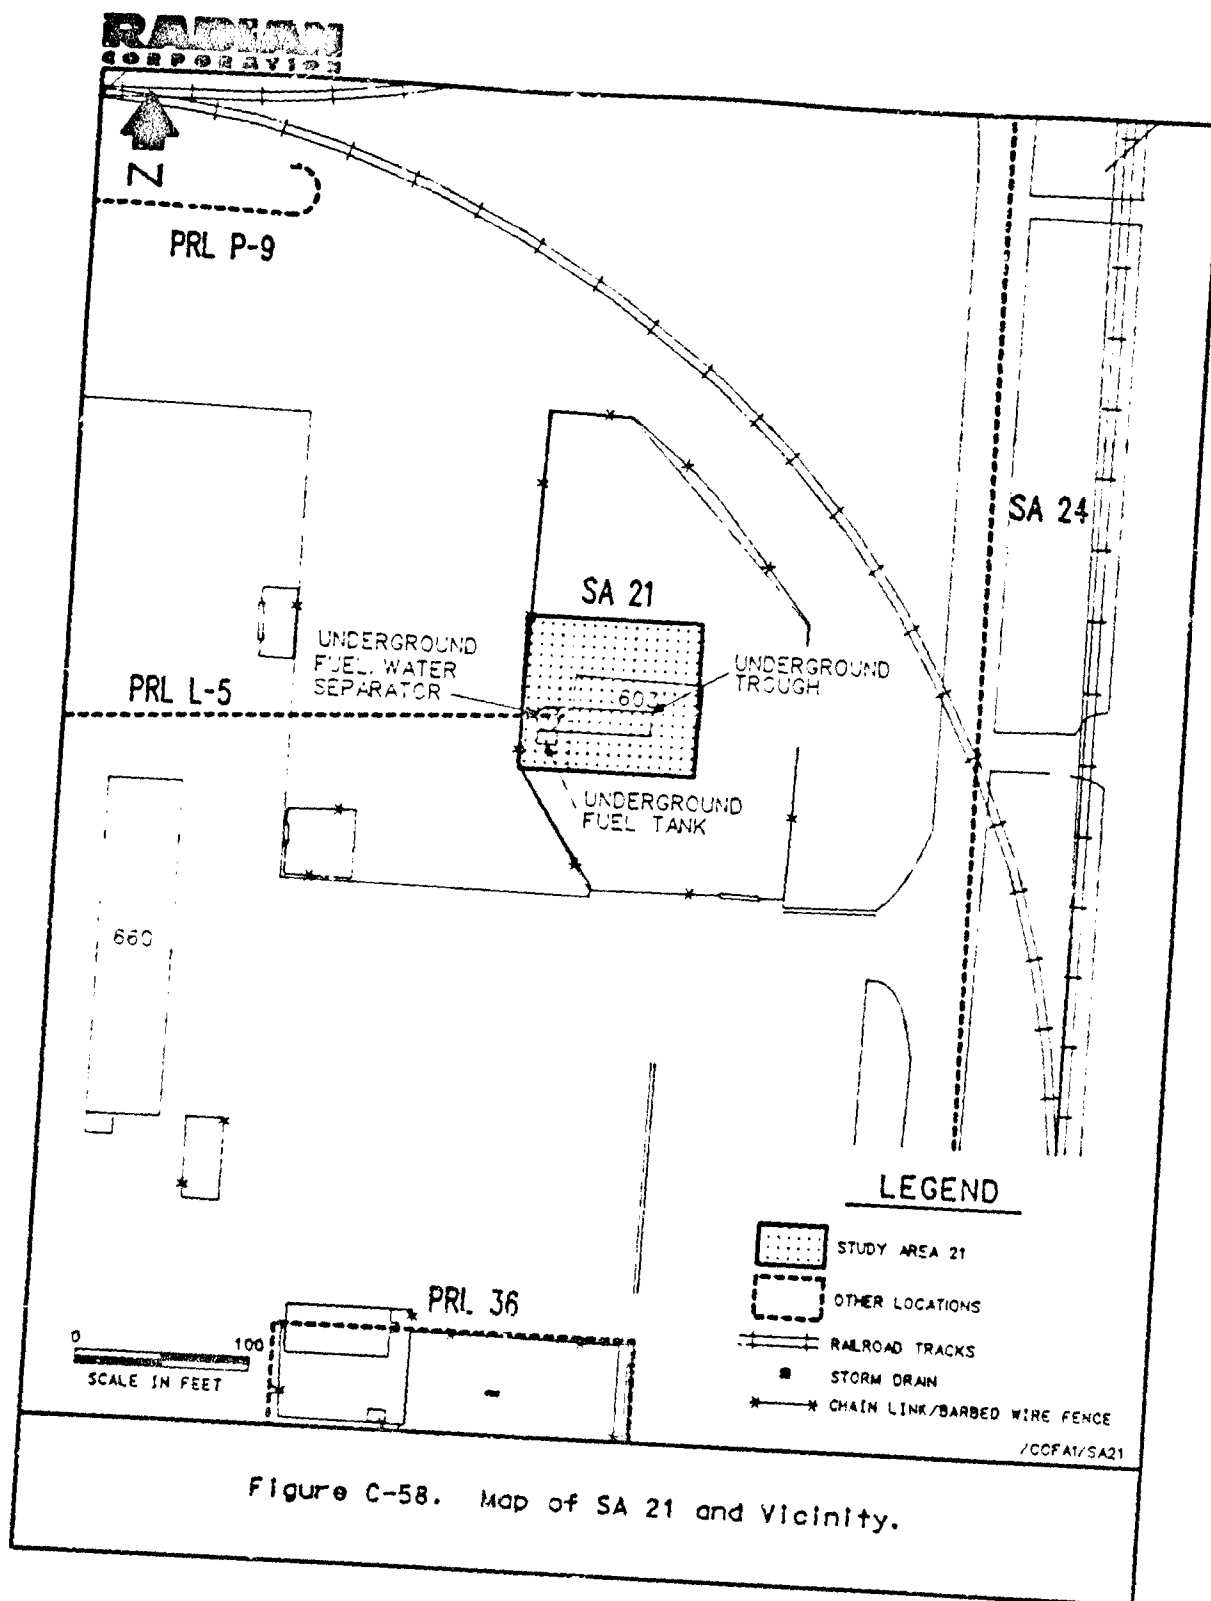 RADIAN
CORPORATION
N
PRL P-9
SA 24
SA 21
UNDERGROUND
FUEL WATER
SEPARATOR
UNDERGROUND
TROUGH
603
PRL L-5
UNDERGROUND
FUEL TANK
660
LEGEND
STUDY AREA 21
OTHER LOCATIONS
RAILROAD TRACKS
STORM DRAIN
CHAIN LINK/BARBED WIRE FENCE
PRL 36
0 100
SCALE IN FEET
/CCFA1/SA21
Figure C-58. Map of SA 21 and Vicinity.